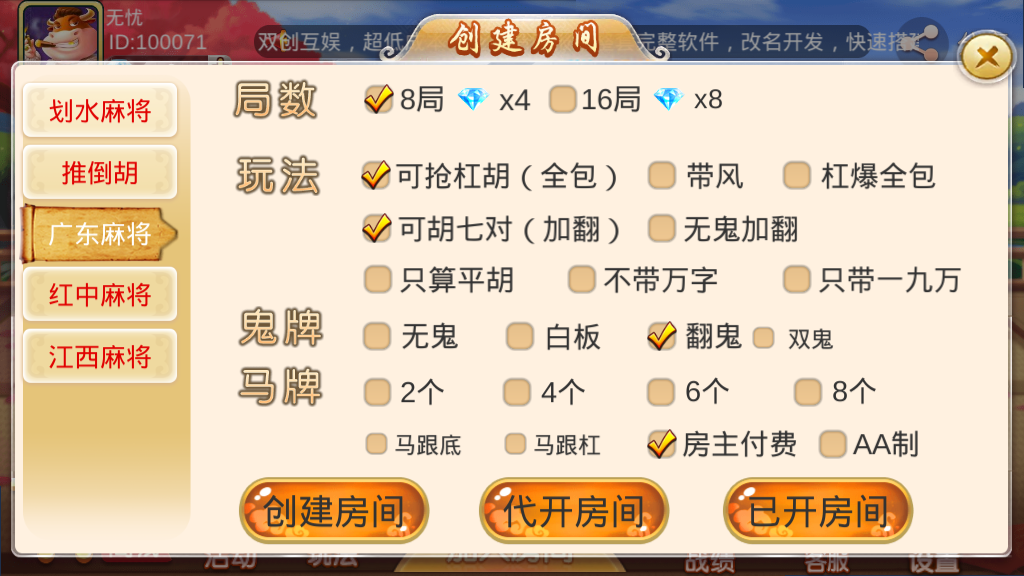 无忧
ID:100071
双创互娱，超低
创建房间
完整软件，改名开发，快速搭
划水麻将
推倒胡
广东麻将
红中麻将
江西麻将
局数 8局 x4 16局 x8
玩法 可抢杠胡（全包） 带风 杠爆全包
可胡七对（加翻） 无鬼加翻
只算平胡 不带万字 只带一九万
鬼牌 无鬼 白板 翻鬼 双鬼
马牌 2个 4个 6个 8个
马跟底 马跟杠 房主付费 AA制
创建房间 代开房间 已开房间
活动 玩法 加入房间 战绩 客服 设置